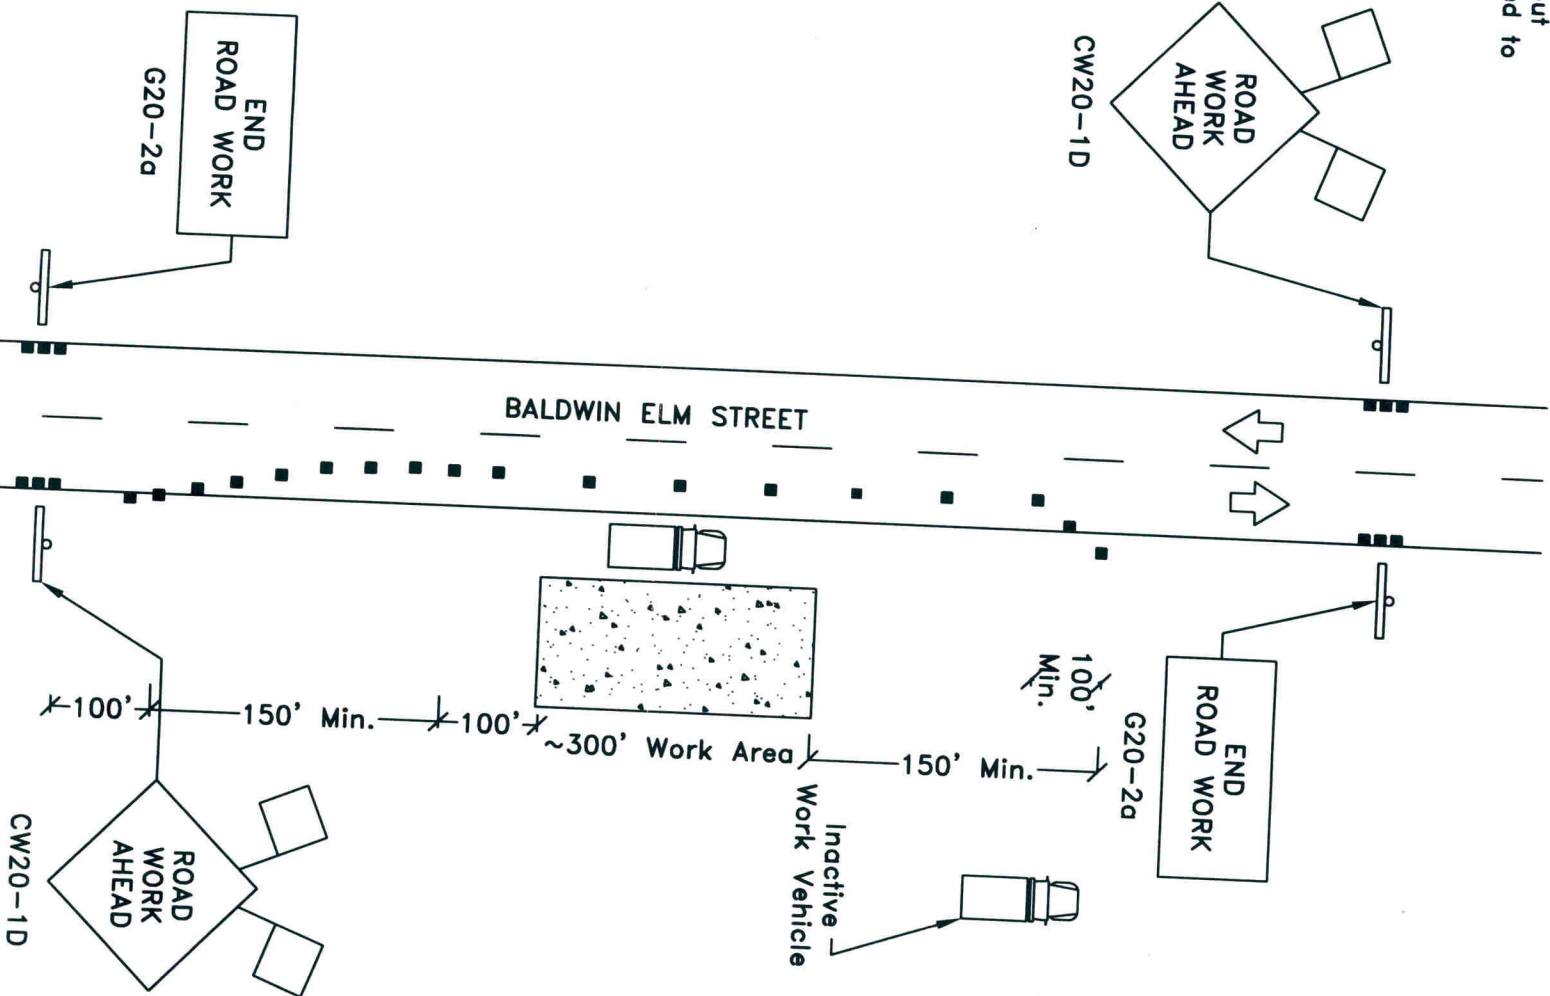 ut
d to
ROAD
WORK
AHEAD
CW20-1D
END
ROAD WORK
G20-2a
BALDWIN ELM STREET
100'
Min.
END
ROAD WORK
G20-2a
100'
150' Min.
100'
~300' Work Area
150' Min.
Inactive
Work Vehicle
ROAD
WORK
AHEAD
CW20-1D